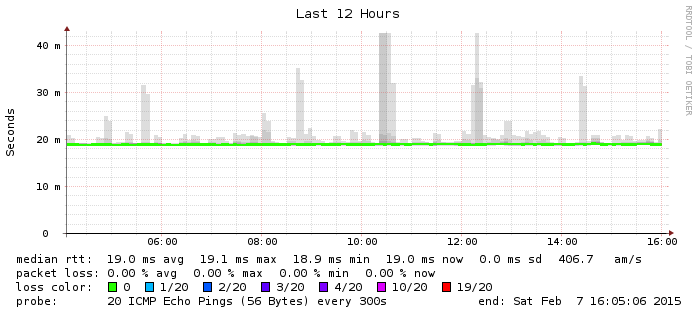 Last 12 Hours
RRDTOOL / TOBI OETIKER
Seconds
40 m
30 m
20 m
10 m
0
06:00 08:00 10:00 12:00 14:00 16:00
median rtt: 19.0 ms avg 19.1 ms max 18.9 ms min 19.0 ms now 0.0 ms sd 406.7 am/s
packet loss: 0.00 % avg 0.00 % max 0.00 % min 0.00 % now
loss color: 0 1/20 2/20 3/20 4/20 10/20 19/20
probe: 20 ICMP Echo Pings (56 Bytes) every 300s end: Sat Feb 7 16:05:06 2015